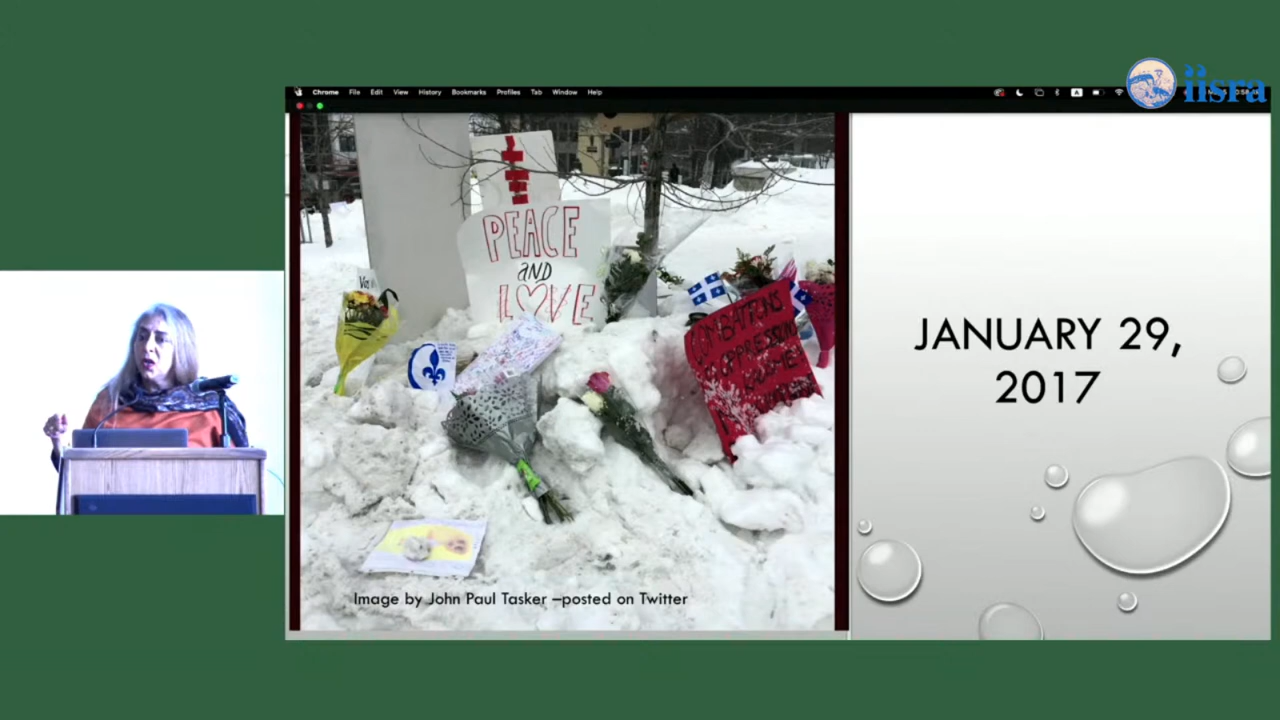 iisra
Chrome File Edit View History Bookmarks Profiles Tab Window Help
PEACE
AND
LOVE
COMBATTONS
Image by John Paul Tasker –posted on Twitter
JANUARY 29,
2017